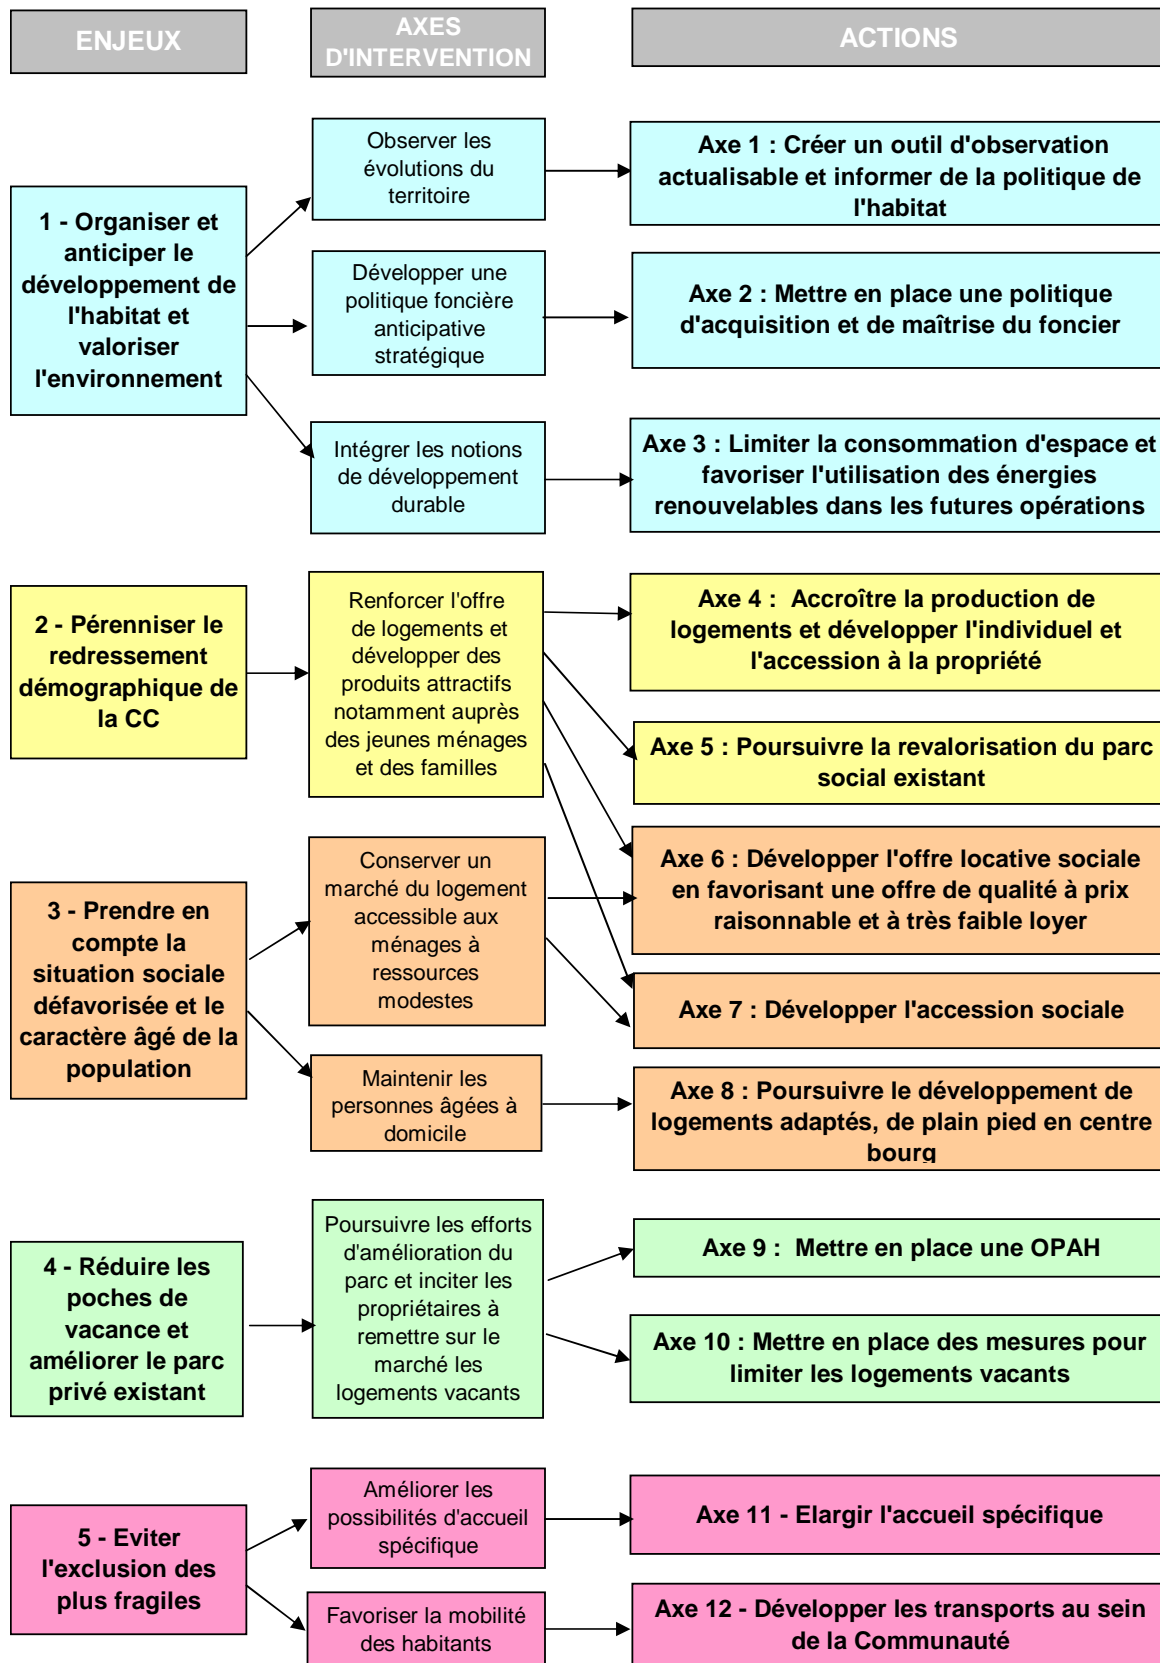 ENJEUX
AXES
D'INTERVENTION
ACTIONS
1 - Organiser et
anticiper le
développement de
l'habitat et
valoriser
l'environnement
Observer les
évolutions du
territoire
Axe 1 : Créer un outil d'observation
actualisable et informer de la politique de
l'habitat
Développer une
politique foncière
anticipative
stratégique
Axe 2 : Mettre en place une politique
d'acquisition et de maîtrise du foncier
Intégrer les notions
de développement
durable
Axe 3 : Limiter la consommation d'espace et
favoriser l'utilisation des énergies
renouvelables dans les futures opérations
2 - Pérenniser le
redressement
démographique de
la CC
Renforcer l'offre
de logements et
développer des
produits attractifs
notamment auprès
des jeunes ménages
et des familles
Axe 4 :  Accroître la production de
logements et développer l'individuel et
l'accession à la propriété
Axe 5 : Poursuivre la revalorisation du parc
social existant
3 - Prendre en
compte la
situation sociale
défavorisée et le
caractère âgé de la
population
Conserver un
marché du logement
accessible aux
ménages à
ressources
modestes
Axe 6 : Développer l'offre locative sociale
en favorisant une offre de qualité à prix
raisonnable et à très faible loyer
Axe 7 : Développer l'accession sociale
Maintenir les
personnes âgées à
domicile
Axe 8 : Poursuivre le développement de
logements adaptés, de plain pied en centre
bourg
4 - Réduire les
poches de
vacance et
améliorer le parc
privé existant
Poursuivre les efforts
d'amélioration du
parc et inciter les
propriétaires à
remettre sur le
marché les
logements vacants
Axe 9 :  Mettre en place une OPAH
Axe 10 : Mettre en place des mesures pour
limiter les logements vacants
5 - Eviter
l'exclusion des
plus fragiles
Améliorer les
possibilités d'accueil
spécifique
Axe 11 - Elargir l'accueil spécifique
Favoriser la mobilité
des habitants
Axe 12 - Développer les transports au sein
de la Communauté